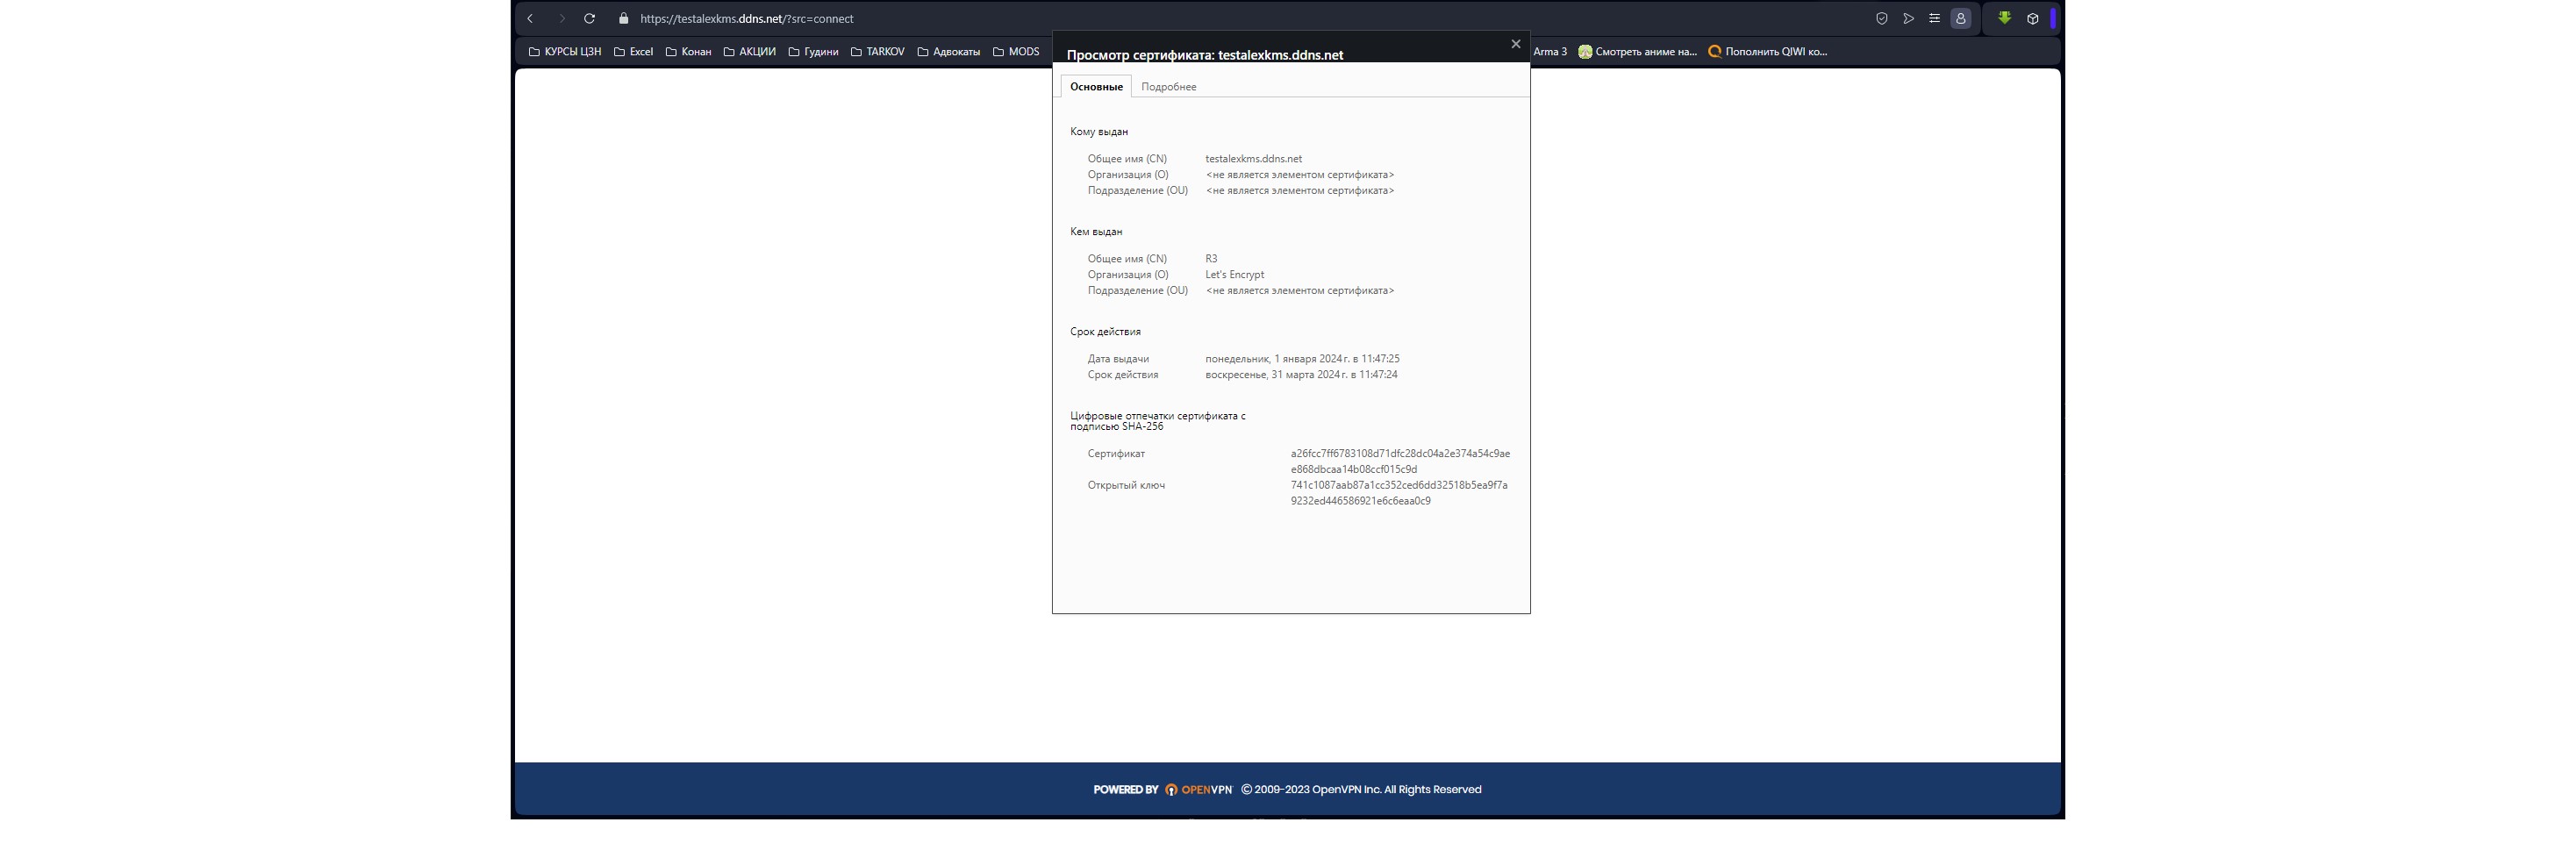 https://testalexkms.ddns.net/?src=connect
КУРСЫ ЦЗН Excel Конан АКЦИИ Гудини TARKOV Адвокаты MODS Arma 3 Смотреть аниме на... Пополнить QIWI ко...
Просмотр сертификата: testalexkms.ddns.net
Основные Подробнее
Кому выдан
Общее имя (CN) testalexkms.ddns.net
Организация (O) <не является элементом сертификата>
Подразделение (OU) <не является элементом сертификата>
Кем выдан
Общее имя (CN) R3
Организация (O) Let's Encrypt
Подразделение (OU) <не является элементом сертификата>
Срок действия
Дата выдачи понедельник, 1 января 2024 г. в 11:47:25
Срок действия воскресенье, 31 марта 2024 г. в 11:47:24
Цифровые отпечатки сертификата с
подписью SHA-256
Сертификат a26fcc7ff6783108d71dfc28dc04a2e374a54c9ae
e868dbcaa14b08ccf015c9d
Открытый ключ 741c1087aab87a1cc352ced6dd32518b5ea9f7a
9232ed446586921e6c6eaa0c9
POWERED BY OPENVPN © 2009-2023 OpenVPN Inc. All Rights Reserved